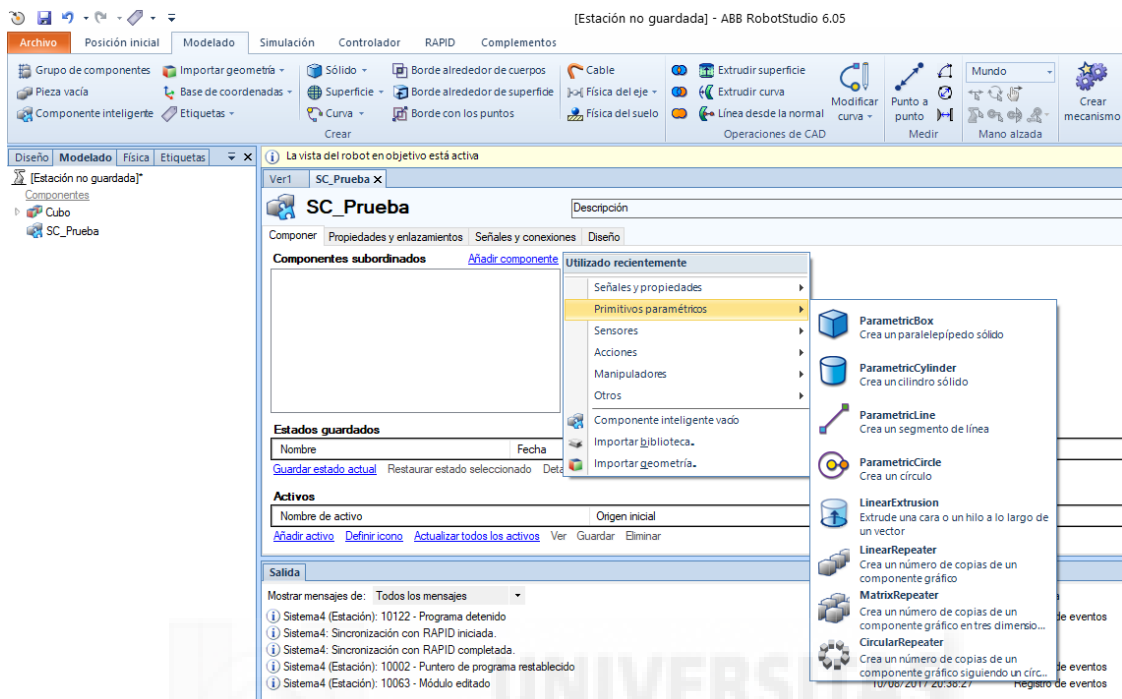 [Estación no guardada] - ABB RobotStudio 6.05
Archivo Posición inicial Modelado Simulación Controlador RAPID Complementos
Grupo de componentes Importar geometría Sólido Borde alrededor de cuerpos Cable Extrudir superficie Mundo
Pieza vacía Base de coordenadas Superficie Borde alrededor de superficie Física del eje Extrudir curva Modificar curva Punto a punto Crear mecanismo
Componente inteligente Etiquetas Curva Borde con los puntos Física del suelo Línea desde la normal
Crear Operaciones de CAD Medir Mano alzada
Diseño Modelado Física Etiquetas
La vista del robot en objetivo está activa
[Estación no guardada]*
Componentes
Cubo
SC_Prueba
Ver1 SC_Prueba
SC_Prueba Descripción
Componer Propiedades y enlazamientos Señales y conexiones Diseño
Componentes subordinados Añadir componente
Utilizado recientemente
Señales y propiedades
Primitivos paramétricos
Sensores
Acciones
Manipuladores
Otros
Componente inteligente vacío
Importar biblioteca.
Importar geometría.
ParametricBox
Crea un paralelepípedo sólido
ParametricCylinder
Crea un cilindro sólido
ParametricLine
Crea un segmento de línea
ParametricCircle
Crea un círculo
LinearExtrusion
Extrude una cara o un hilo a lo largo de
un vector
LinearRepeater
Crea un número de copias de un
componente gráfico
MatrixRepeater
Crea un número de copias de un
componente gráfico en tres dimensio...
CircularRepeater
Crea un número de copias de un
componente gráfico siguiendo un círc...
Estados guardados
Nombre Fecha
Guardar estado actual Restaurar estado seleccionado
Activos
Nombre de activo Origen inicial
Añadir activo Definir icono Actualizar todos los activos Ver Guardar Eliminar
Salida
Mostrar mensajes de: Todos los mensajes
Sistema4 (Estación): 10122 - Programa detenido de eventos
Sistema4: Sincronización con RAPID iniciada.
Sistema4: Sincronización con RAPID completada.
Sistema4 (Estación): 10002 - Puntero de programa restablecido de eventos
Sistema4 (Estación): 10063 - Módulo editado 10/08/2017 20:38:27 Registro de eventos